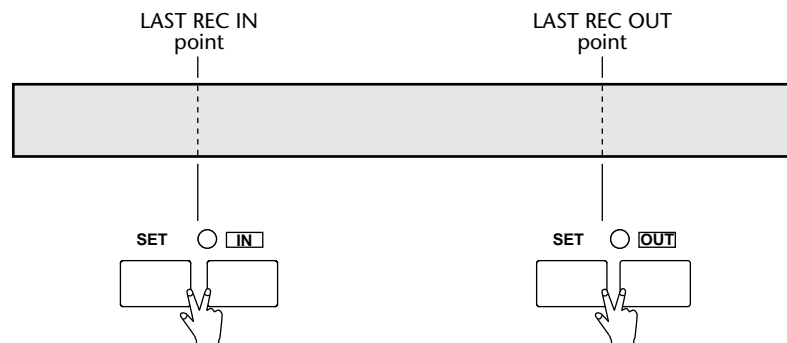 LAST REC IN
point
LAST REC OUT
point
SET IN
SET OUT